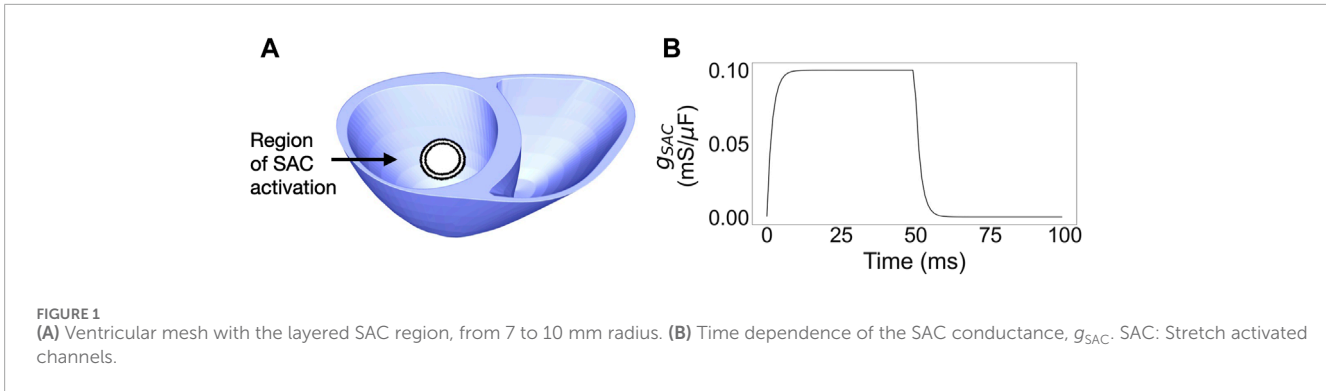 A
Region
of SAC
activation
B
g_SAC
(mS/μF)
0.10
0.05
0.00
0 25 50 75 100
Time (ms)
FIGURE 1
(A) Ventricular mesh with the layered SAC region, from 7 to 10 mm radius. (B) Time dependence of the SAC conductance, g_SAC. SAC: Stretch activated
channels.